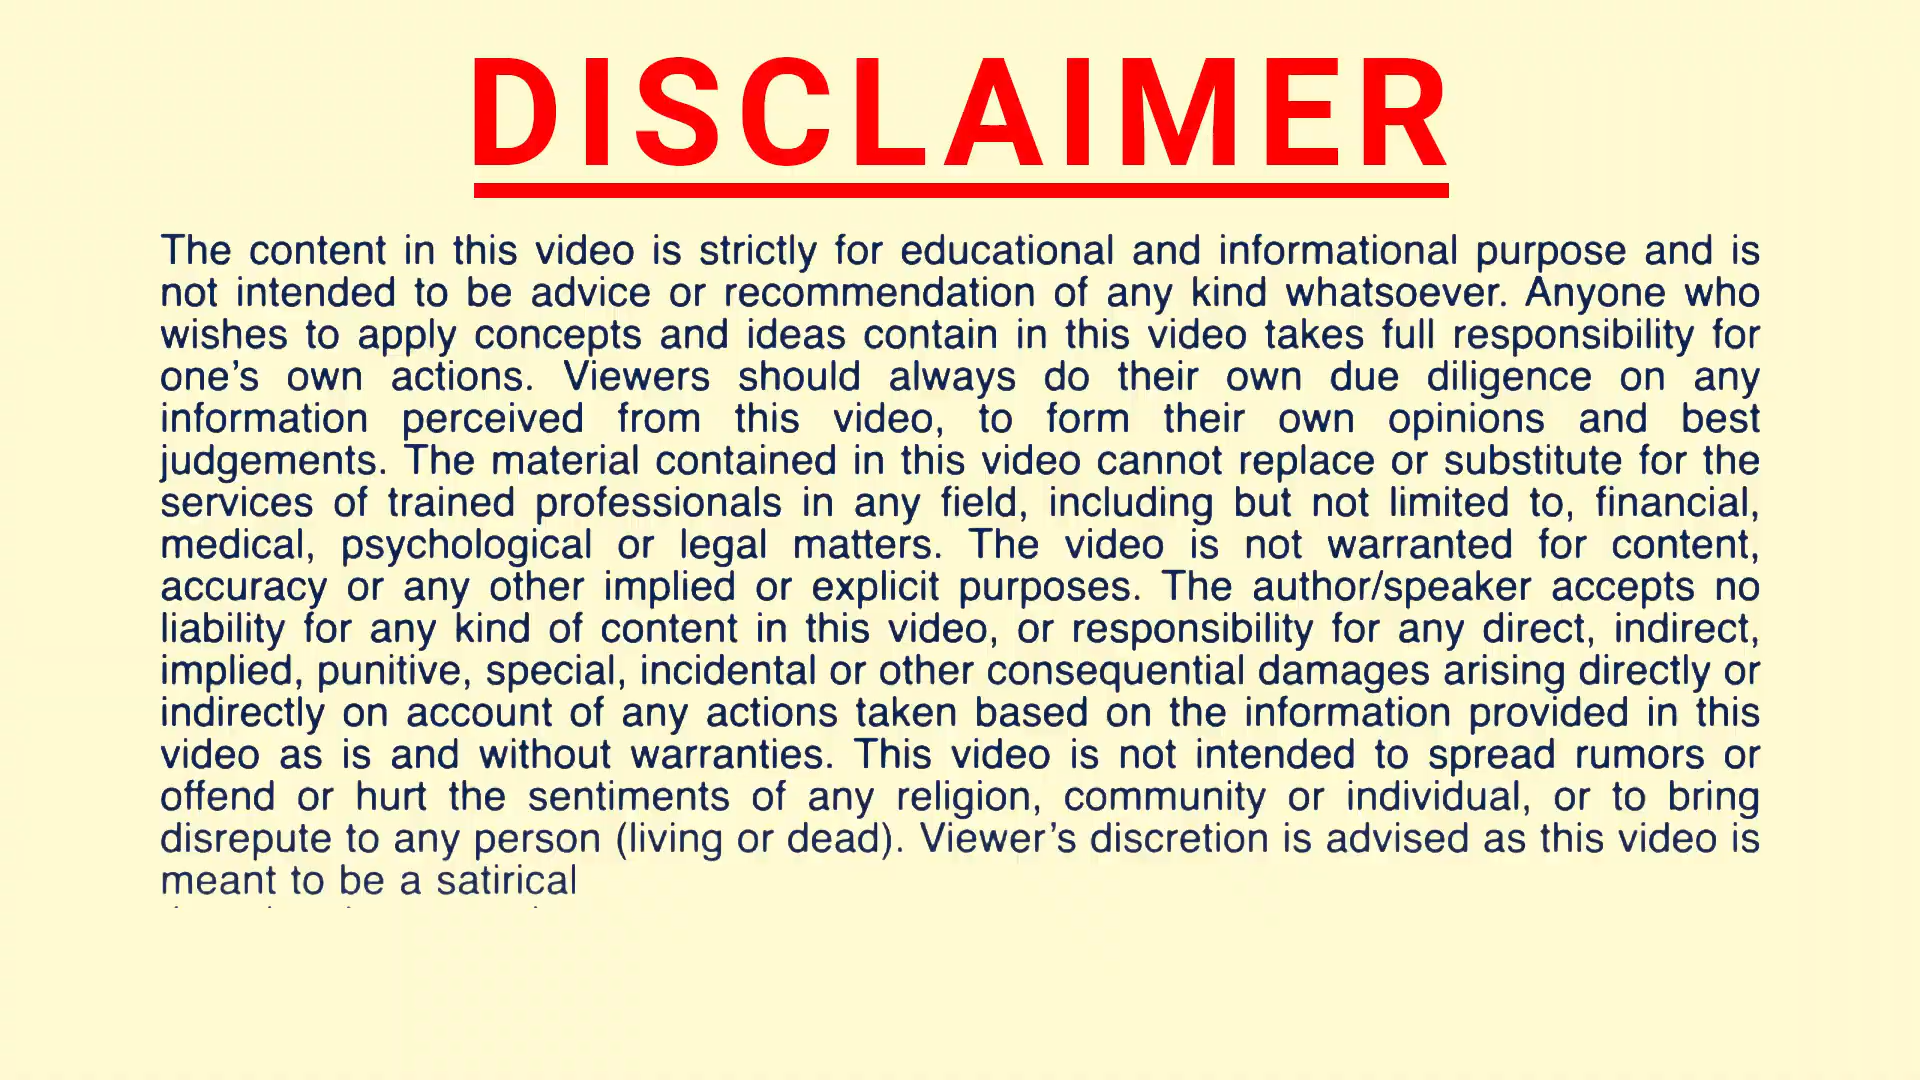 DISCLAIMER
The content in this video is strictly for educational and informational purpose and is
not intended to be advice or recommendation of any kind whatsoever. Anyone who
wishes to apply concepts and ideas contain in this video takes full responsibility for
one’s own actions. Viewers should always do their own due diligence on any
information perceived from this video, to form their own opinions and best
judgements. The material contained in this video cannot replace or substitute for the
services of trained professionals in any field, including but not limited to, financial,
medical, psychological or legal matters. The video is not warranted for content,
accuracy or any other implied or explicit purposes. The author/speaker accepts no
liability for any kind of content in this video, or responsibility for any direct, indirect,
implied, punitive, special, incidental or other consequential damages arising directly or
indirectly on account of any actions taken based on the information provided in this
video as is and without warranties. This video is not intended to spread rumors or
offend or hurt the sentiments of any religion, community or individual, or to bring
disrepute to any person (living or dead). Viewer’s discretion is advised as this video is
meant to be a satirical